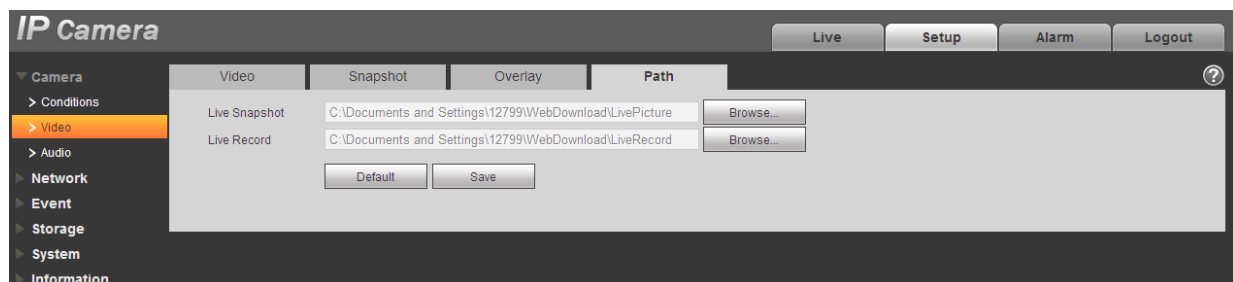 IP Camera
Live
Setup
Alarm
Logout
Camera
> Conditions
> Video
> Audio
Network
Event
Storage
System
Information
Video
Snapshot
Overlay
Path
?
Live Snapshot C:\Documents and Settings\12799\WebDownload\LivePicture Browse...
Live Record C:\Documents and Settings\12799\WebDownload\LiveRecord Browse...
Default Save